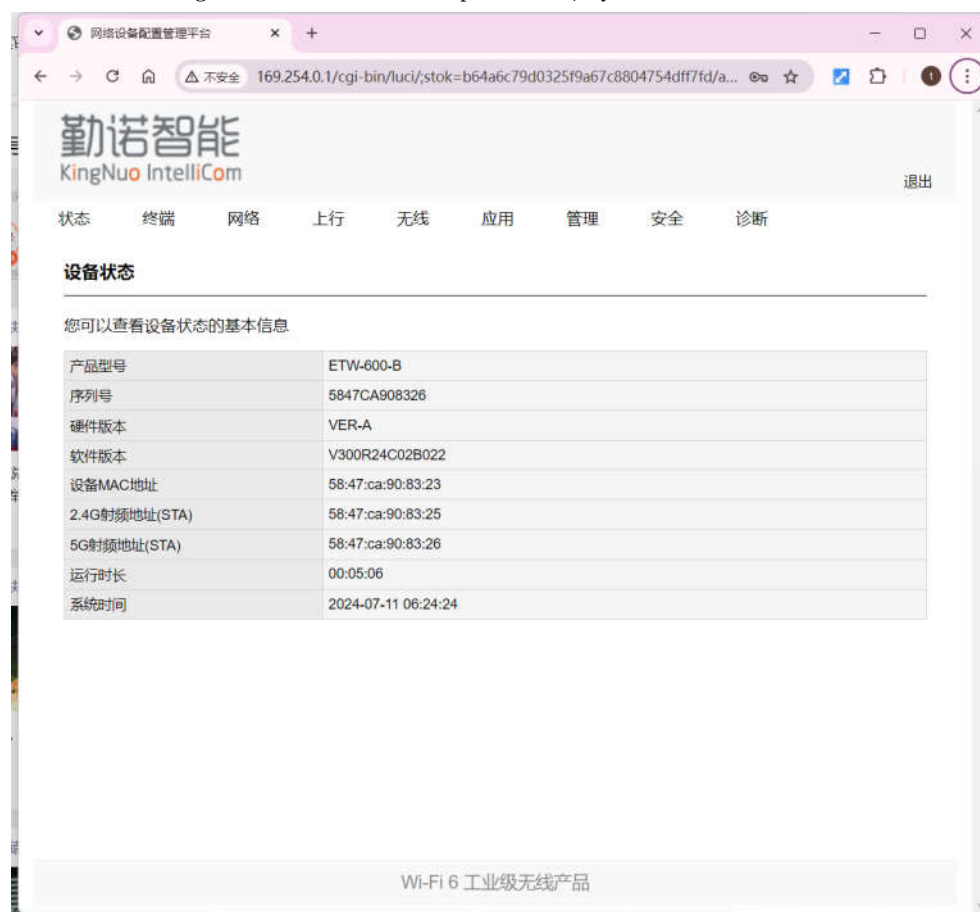 网络设备配置管理平台
不安全 169.254.0.1/cgi-bin/luci/;stok=b64a6c79d0325f9a67c8804754dff7fd/a...
勤诺智能
KingNuo IntelliCom
退出
状态 终端 网络 上行 无线 应用 管理 安全 诊断
设备状态
您可以查看设备状态的基本信息
产品型号 ETW-600-B
序列号 5847CA908326
硬件版本 VER-A
软件版本 V300R24C02B022
设备MAC地址 58:47:ca:90:83:23
2.4G射频地址(STA) 58:47:ca:90:83:25
5G射频地址(STA) 58:47:ca:90:83:26
运行时长 00:05:06
系统时间 2024-07-11 06:24:24
Wi-Fi 6 工业级无线产品